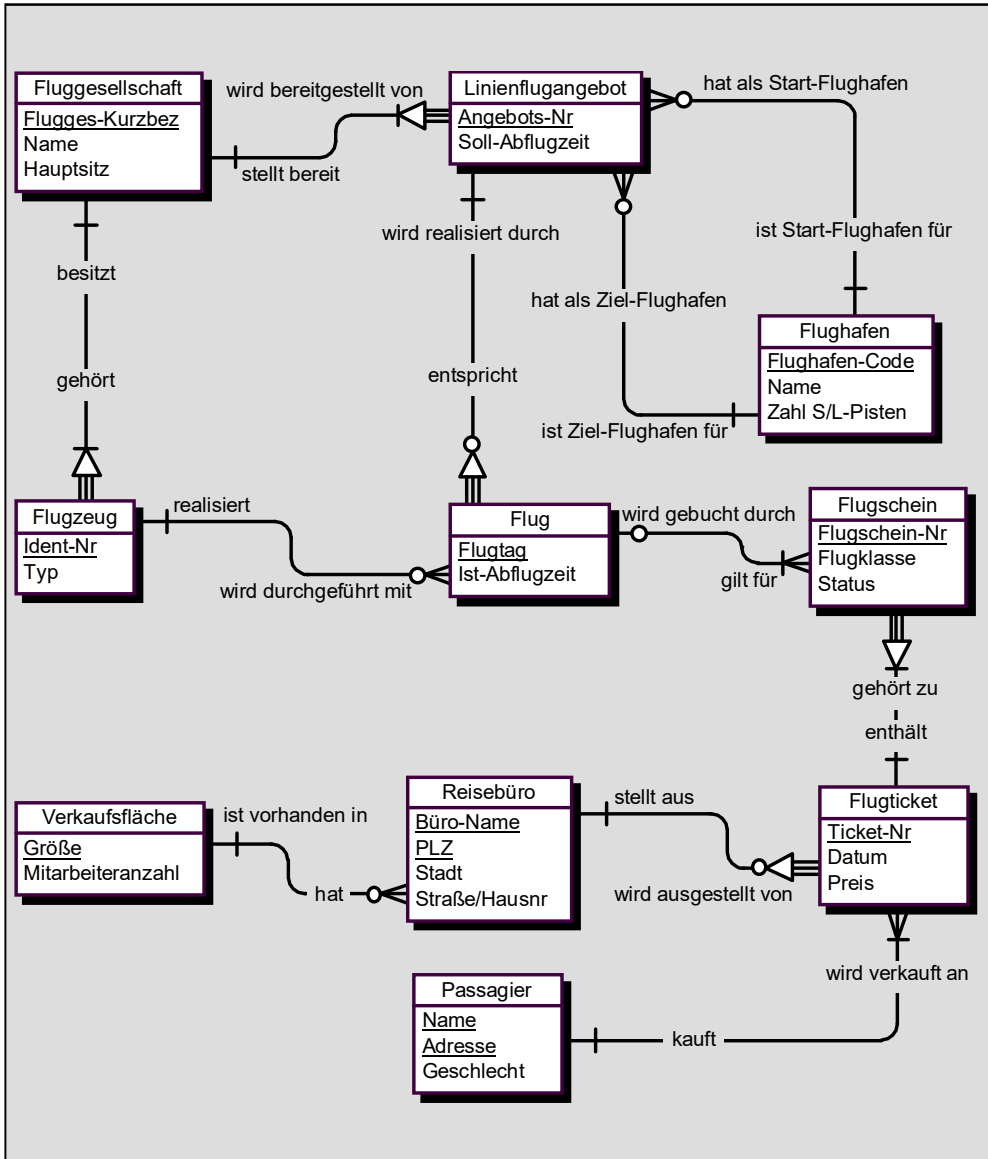 Fluggesellschaft
Flugges-Kurzbez
Name
Hauptsitz
wird bereitgestellt von
stellt bereit
Linienflugangebot
Angebots-Nr
Soll-Abflugzeit
hat als Start-Flughafen
ist Start-Flughafen für
wird realisiert durch
entspricht
besitzt
gehört
hat als Ziel-Flughafen
ist Ziel-Flughafen für
Flughafen
Flughafen-Code
Name
Zahl S/L-Pisten
Flugzeug
Ident-Nr
Typ
realisiert
wird durchgeführt mit
Flug
Flugtag
Ist-Abflugzeit
wird gebucht durch
gilt für
Flugschein
Flugschein-Nr
Flugklasse
Status
gehört zu
enthält
Verkaufsfläche
Größe
Mitarbeiteranzahl
ist vorhanden in
hat
Reisebüro
Büro-Name
PLZ
Stadt
Straße/Hausnr
stellt aus
wird ausgestellt von
Flugticket
Ticket-Nr
Datum
Preis
wird verkauft an
kauft
Passagier
Name
Adresse
Geschlecht